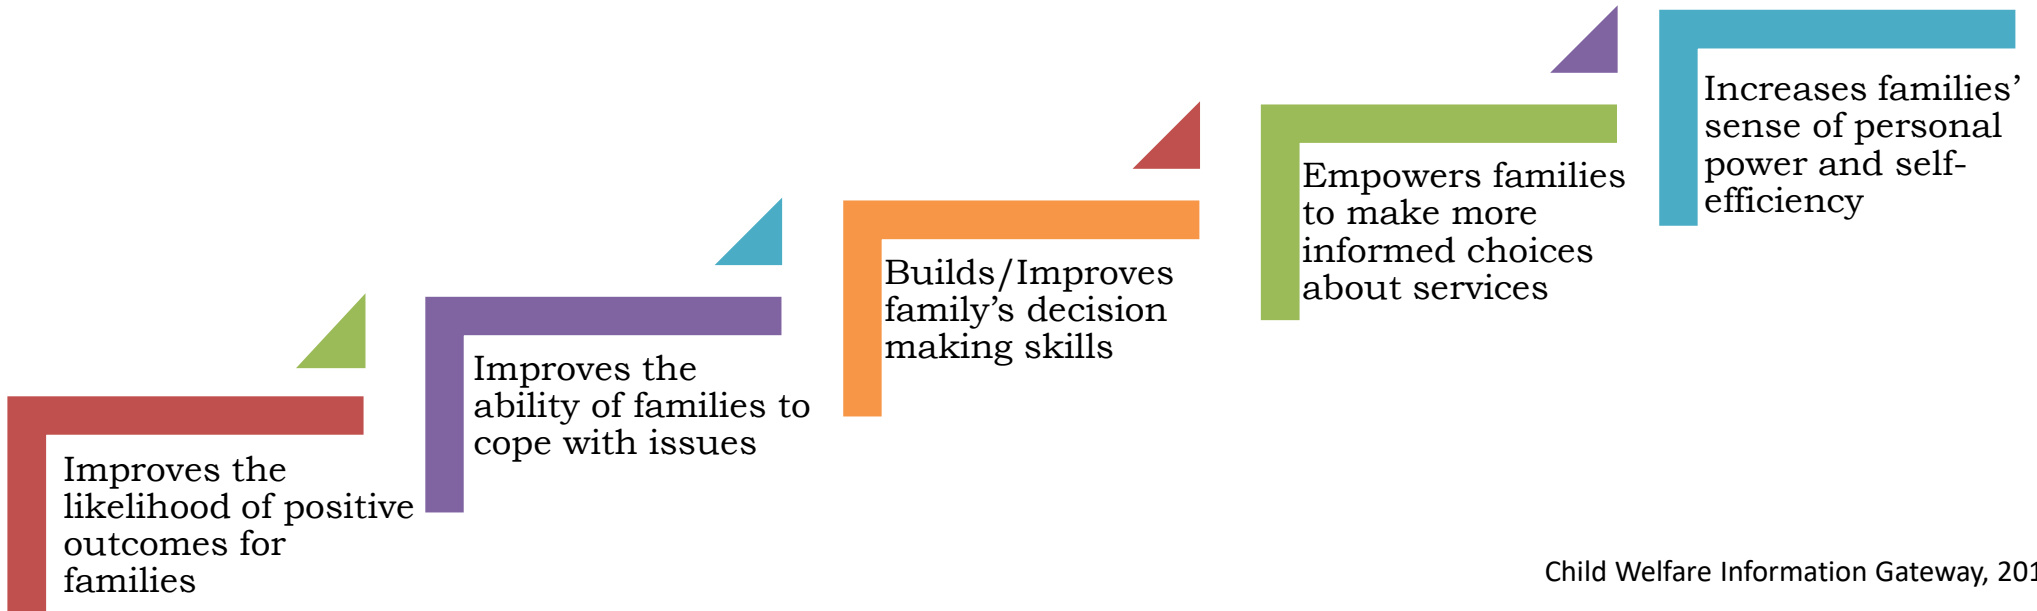 Improves the
likelihood of positive
outcomes for
families
Improves the
ability of families to
cope with issues
Builds/Improves
family’s decision
making skills
Empowers families
to make more
informed choices
about services
Increases families’
sense of personal
power and self-
efficiency
Child Welfare Information Gateway, 201